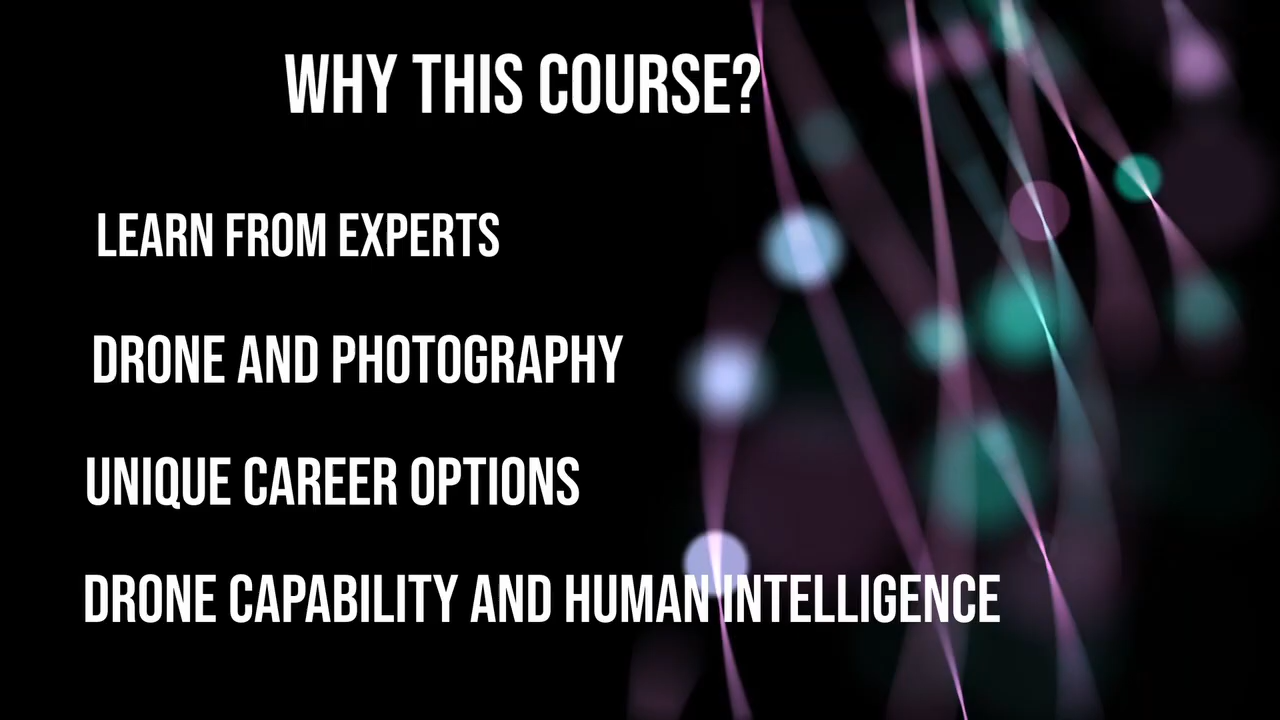 WHY THIS COURSE?
LEARN FROM EXPERTS
DRONE AND PHOTOGRAPHY
UNIQUE CAREER OPTIONS
DRONE CAPABILITY AND HUMAN INTELLIGENCE